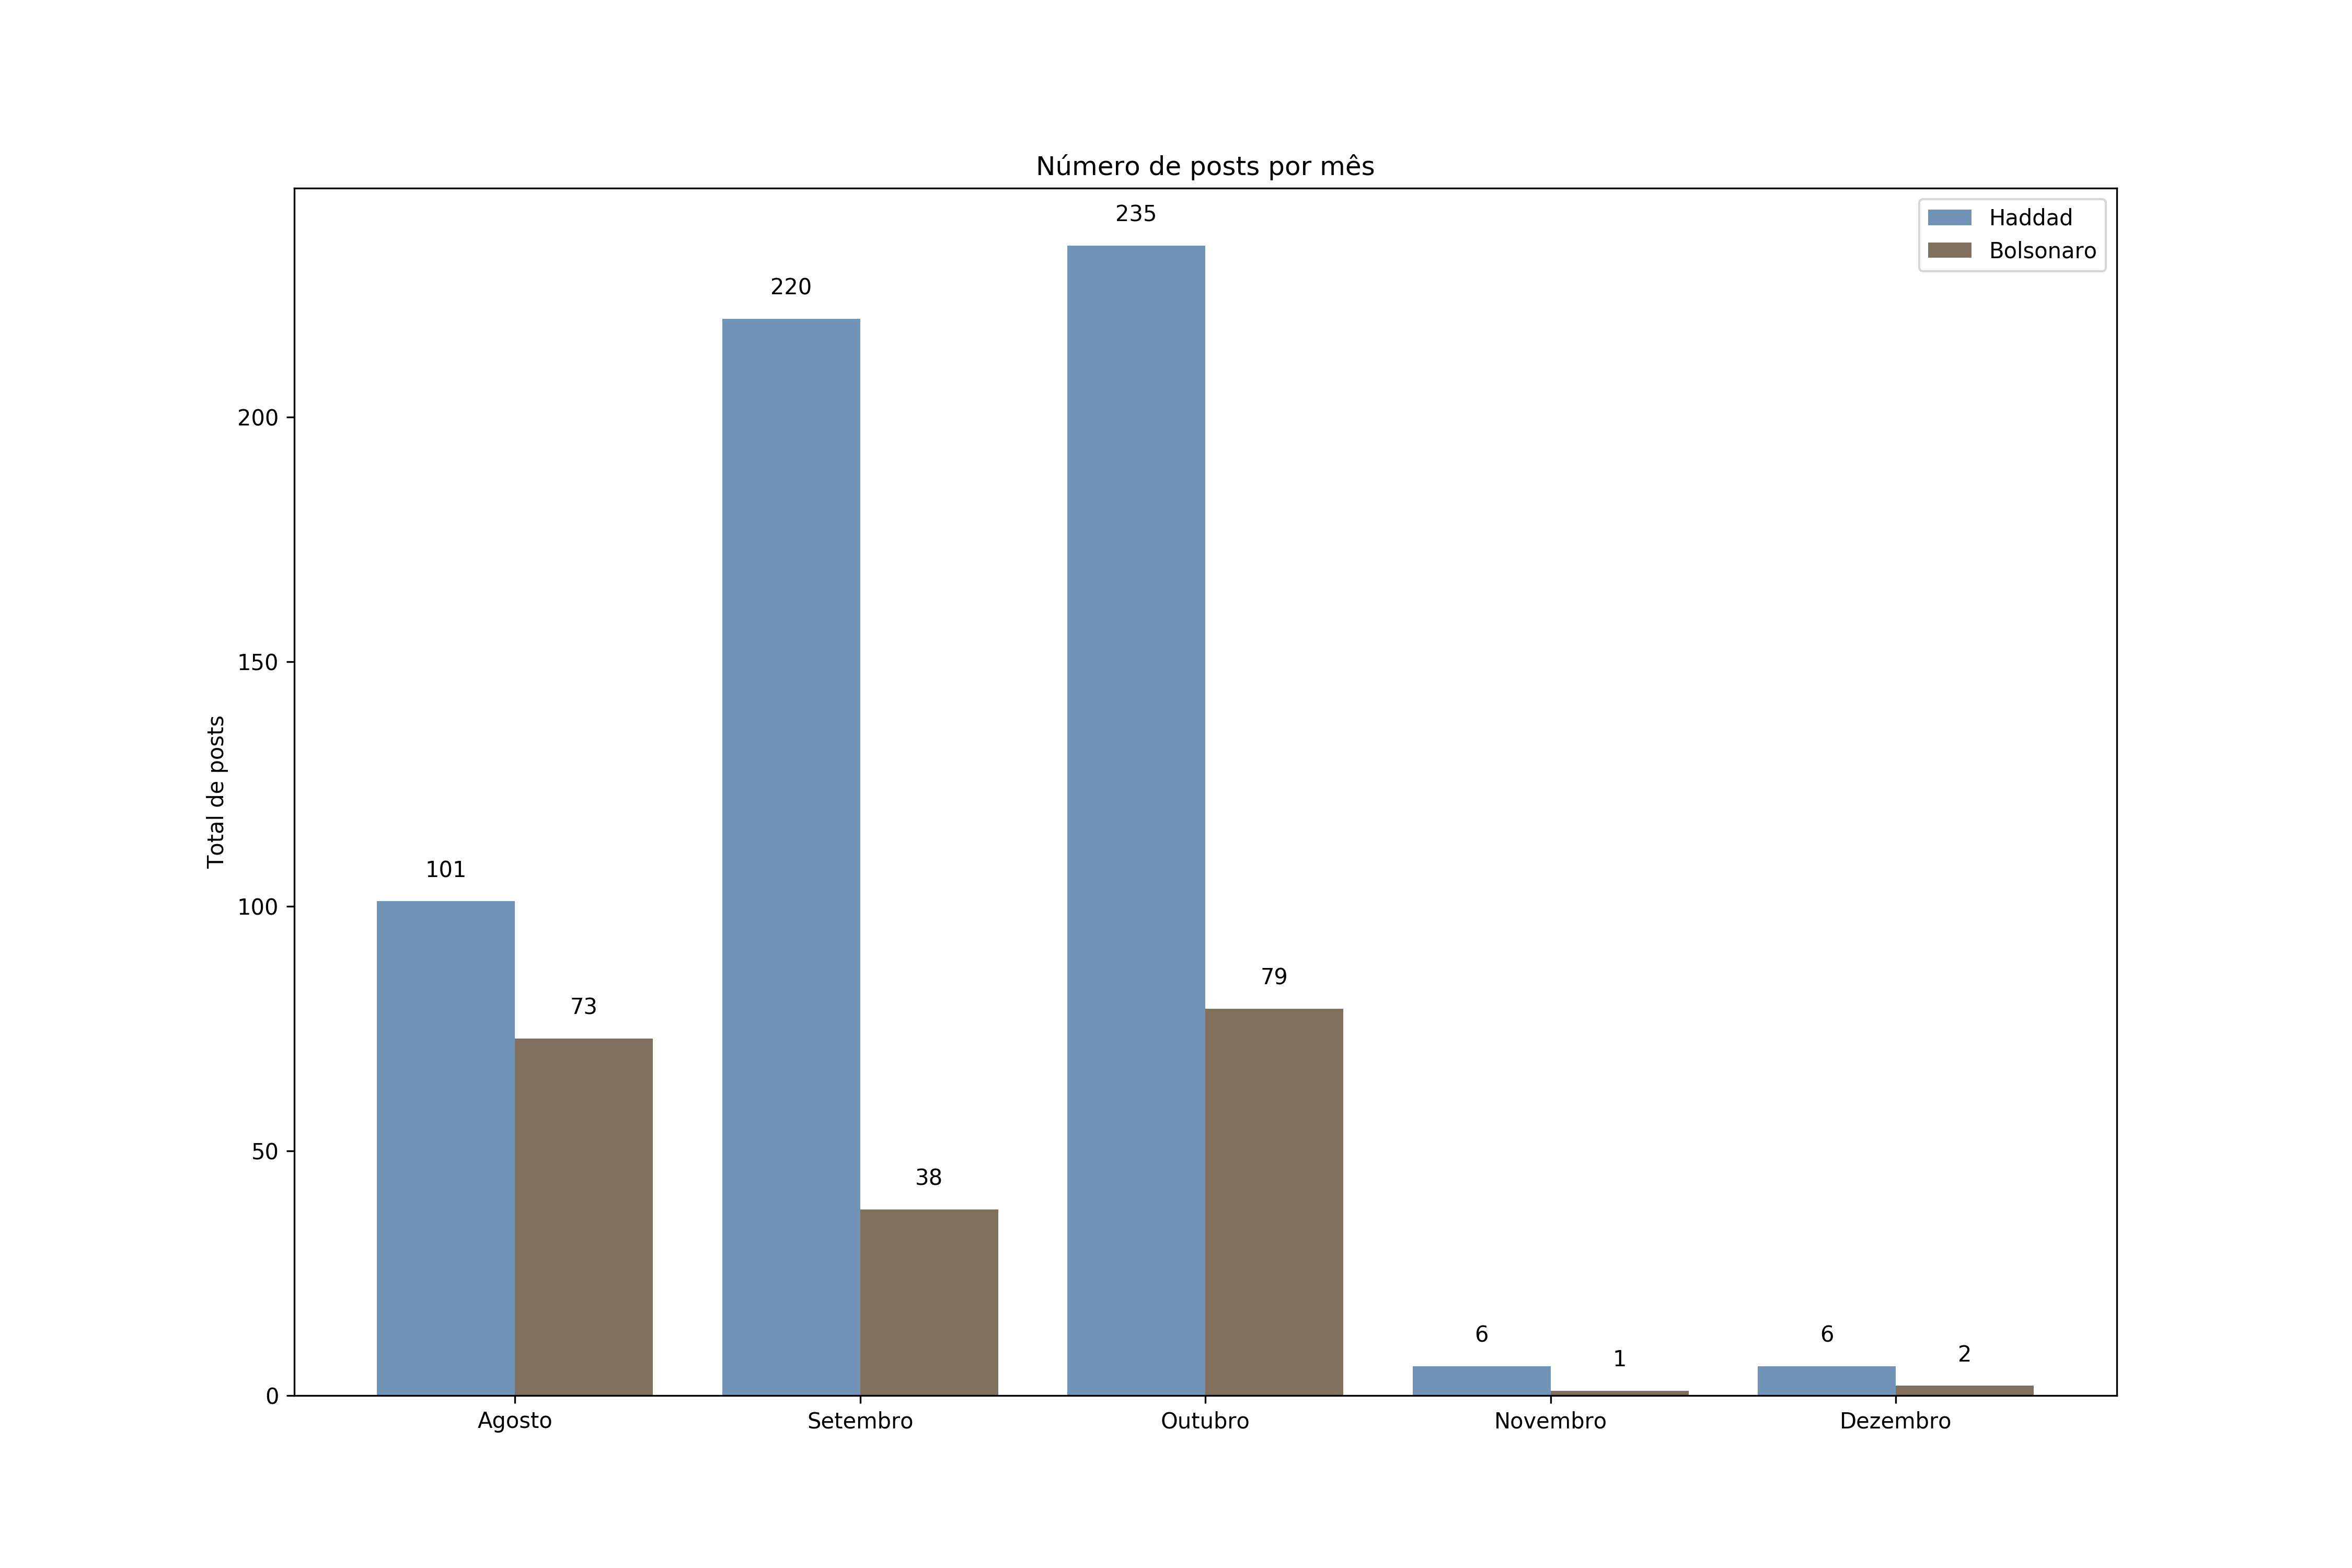 Número de posts por mês
Haddad
Bolsonaro
Total de posts
200
150
100
50
0
101
73
220
38
235
79
6
1
6
2
Agosto
Setembro
Outubro
Novembro
Dezembro